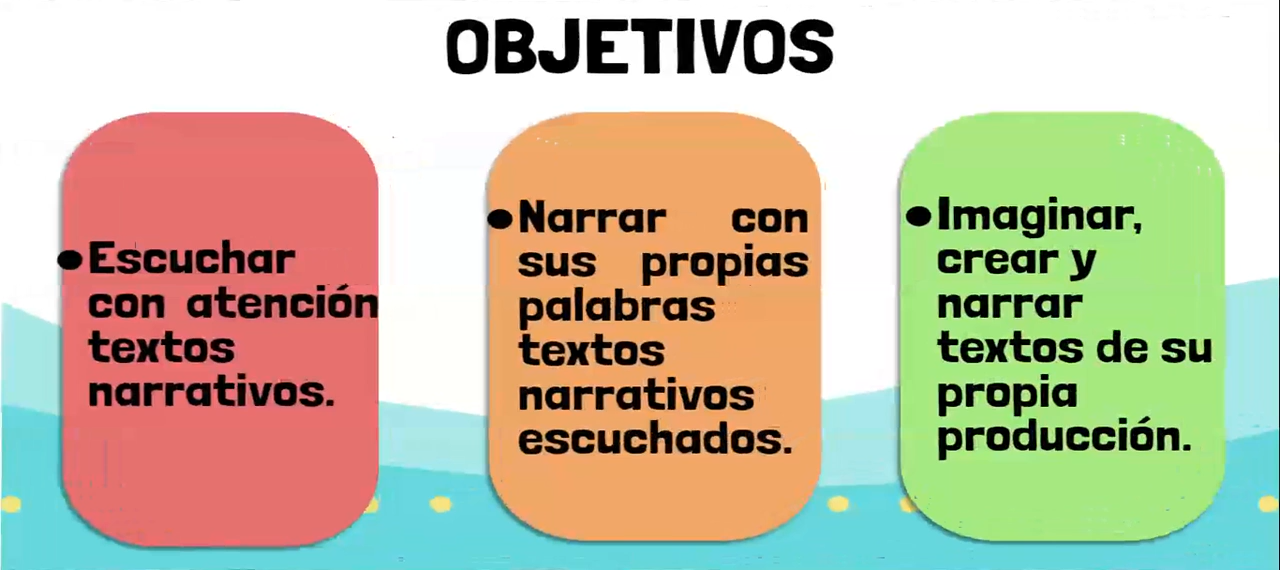 OBJETIVOS
•Escuchar
con atención
textos
narrativos.
•Narrar con
sus propias
palabras
textos
narrativos
escuchados.
•Imaginar,
crear y
narrar
textos de su
propia
producción.